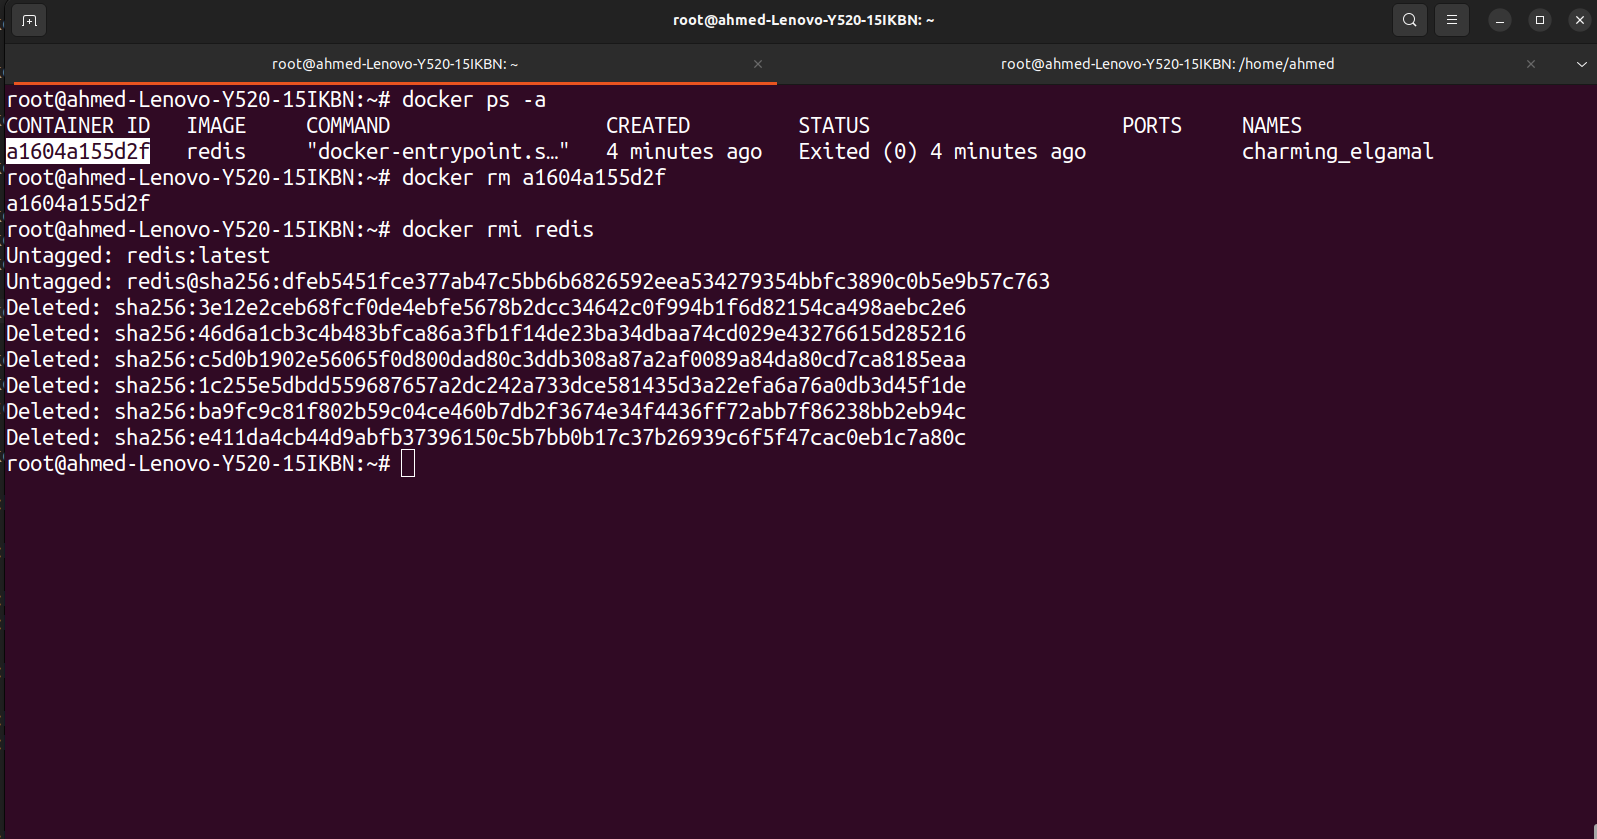 root@ahmed-Lenovo-Y520-15IKBN: ~
root@ahmed-Lenovo-Y520-15IKBN: ~
root@ahmed-Lenovo-Y520-15IKBN: /home/ahmed
root@ahmed-Lenovo-Y520-15IKBN:~# docker ps -a
CONTAINER ID   IMAGE     COMMAND                  CREATED         STATUS                     PORTS     NAMES
a1604a155d2f   redis     "docker-entrypoint.s…"   4 minutes ago   Exited (0) 4 minutes ago             charming_elgamal
root@ahmed-Lenovo-Y520-15IKBN:~# docker rm a1604a155d2f
a1604a155d2f
root@ahmed-Lenovo-Y520-15IKBN:~# docker rmi redis
Untagged: redis:latest
Untagged: redis@sha256:dfeb5451fce377ab47c5bb6b6826592eea534279354bbfc3890c0b5e9b57c763
Deleted: sha256:3e12e2ceb68fcf0de4ebfe5678b2dcc34642c0f994b1f6d82154ca498aebc2e6
Deleted: sha256:46d6a1cb3c4b483bfca86a3fb1f14de23ba34dbaa74cd029e43276615d285216
Deleted: sha256:c5d0b1902e56065f0d800dad80c3ddb308a87a2af0089a84da80cd7ca8185eaa
Deleted: sha256:1c255e5dbdd559687657a2dc242a733dce581435d3a22efa6a76a0db3d45f1de
Deleted: sha256:ba9fc9c81f802b59c04ce460b7db2f3674e34f4436ff72abb7f86238bb2eb94c
Deleted: sha256:e411da4cb44d9abfb37396150c5b7bb0b17c37b26939c6f5f47cac0eb1c7a80c
root@ahmed-Lenovo-Y520-15IKBN:~#